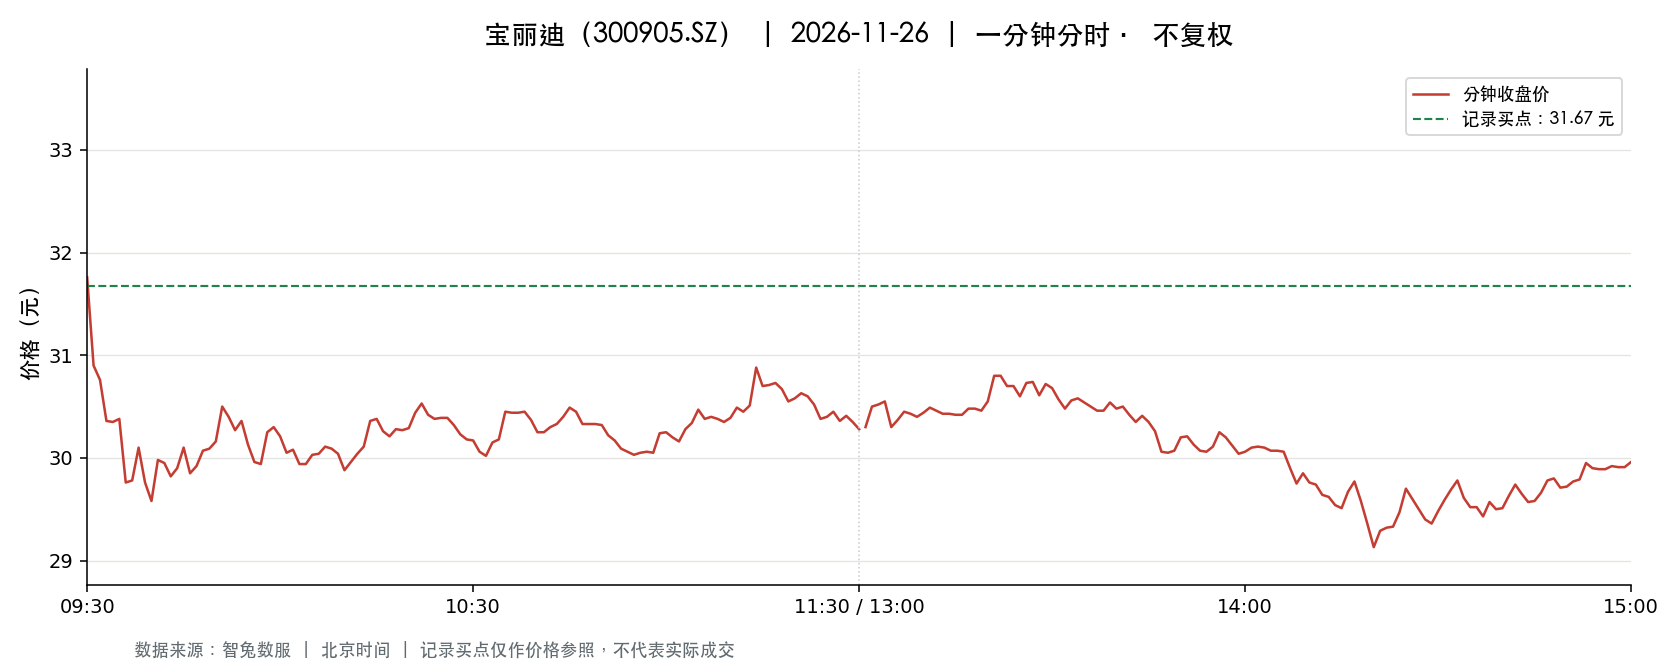 宝丽迪（300905.SZ） | 2026-11-26 | 一分钟分时 · 不复权
分钟收盘价
记录买点：31.67 元
价格（元）
33
32
31
30
29
09:30
10:30
11:30 / 13:00
14:00
15:00
数据来源：智兔数服 | 北京时间 | 记录买点仅作价格参照，不代表实际成交